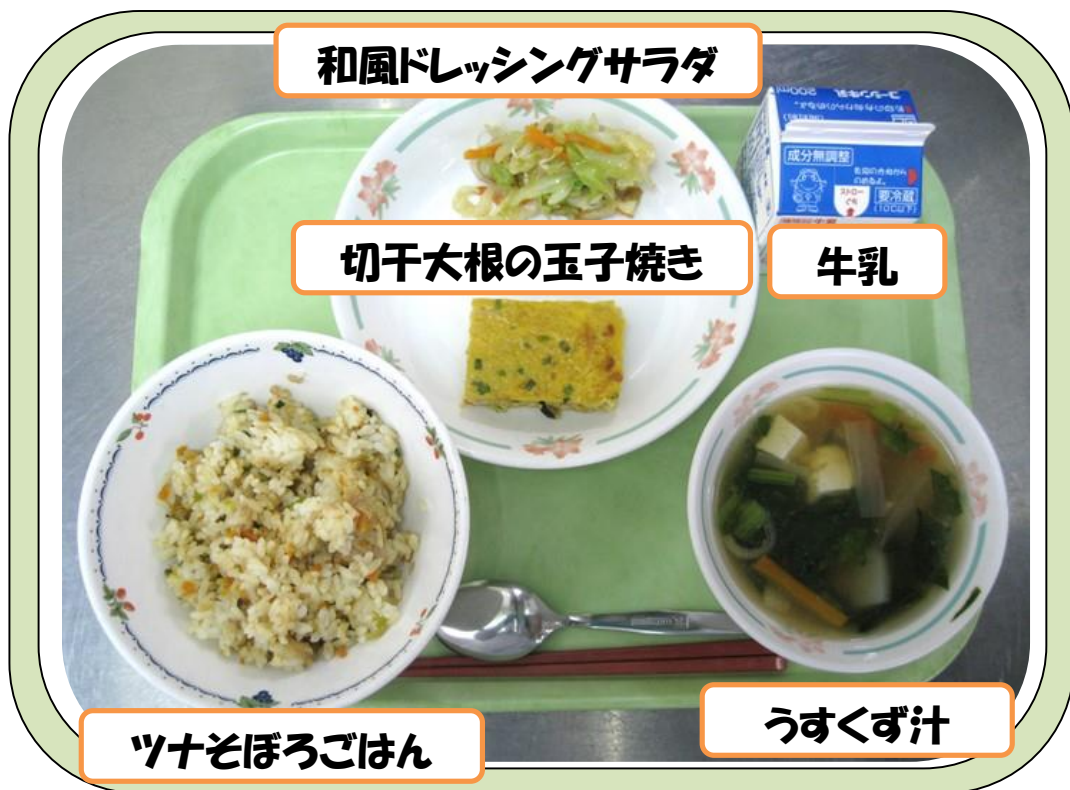 和風ドレッシングサラダ
切干大根の玉子焼き
牛乳
成分無調整
要冷蔵
200ml
ツナそぼろごはん
うすくず汁